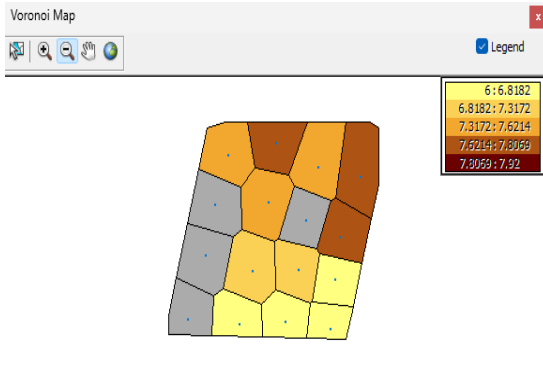 Voronoi Map
x
Legend
6 : 6.8182
6.8182 : 7.3172
7.3172 : 7.6214
7.6214 : 7.8069
7.8069 : 7.92